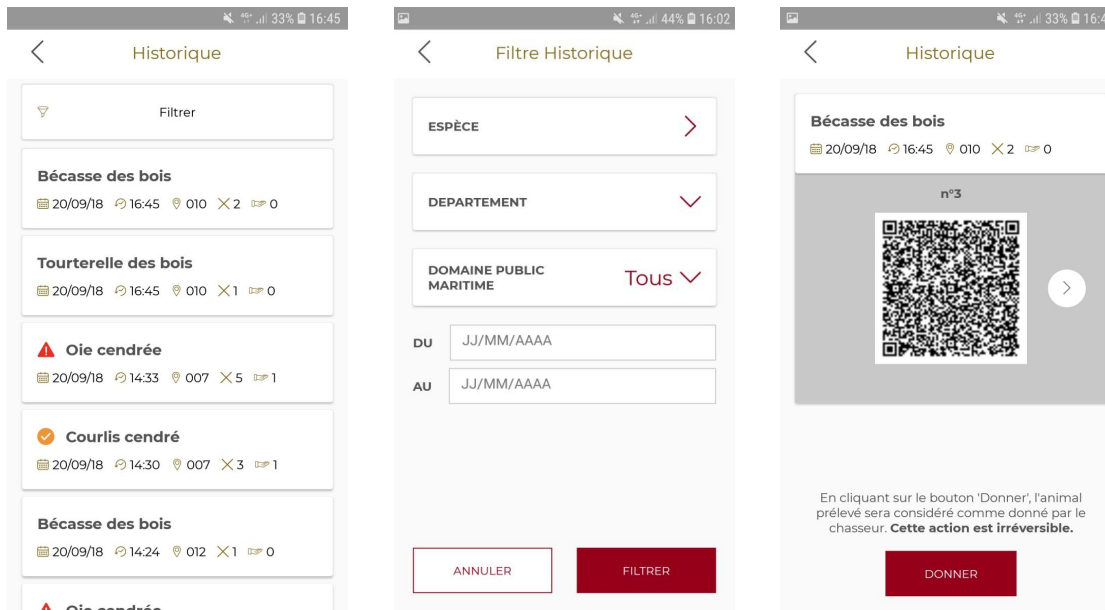 33% 16:45
Historique
Filtrer
Bécasse des bois
20/09/18 16:45 010 2 0
Tourterelle des bois
20/09/18 16:45 010 1 0
Oie cendrée
20/09/18 14:33 007 5 1
Courlis cendré
20/09/18 14:30 007 3 1
Bécasse des bois
20/09/18 14:24 012 1 0
Oie cendrée
4G+ 44% 16:02
Filtre Historique
ESPÈCE
DEPARTEMENT
DOMAINE PUBLIC
MARITIME
Tous
DU JJ/MM/AAAA
AU JJ/MM/AAAA
ANNULER FILTRER
33% 16:4
Historique
Bécasse des bois
20/09/18 16:45 010 2 0
n°3
En cliquant sur le bouton 'Donner', l'animal
prélevé sera considéré comme donné par le
chasseur. Cette action est irréversible.
DONNER